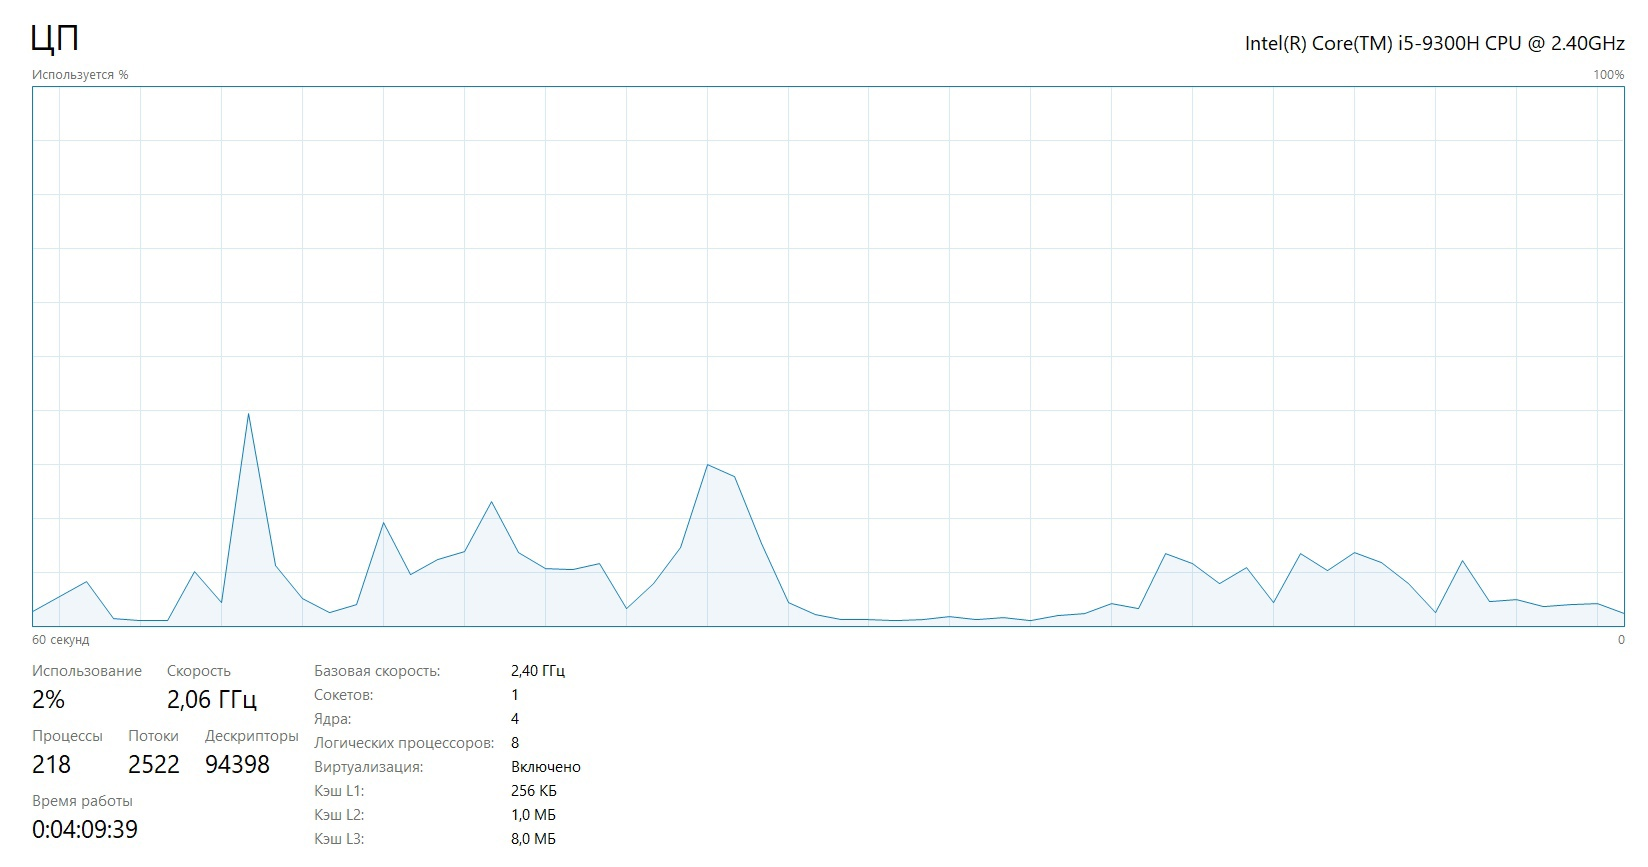 ЦП
Intel(R) Core(TM) i5-9300H CPU @ 2.40GHz
Используется %
100%
60 секунд
0
Использование
Скорость
2%
2,06 ГГц
Процессы
Потоки
Дескрипторы
218
2522
94398
Время работы
0:04:09:39
Базовая скорость: 2,40 ГГц
Сокетов: 1
Ядра: 4
Логических процессоров: 8
Виртуализация: Включено
Кэш L1: 256 КБ
Кэш L2: 1,0 МБ
Кэш L3: 8,0 МБ